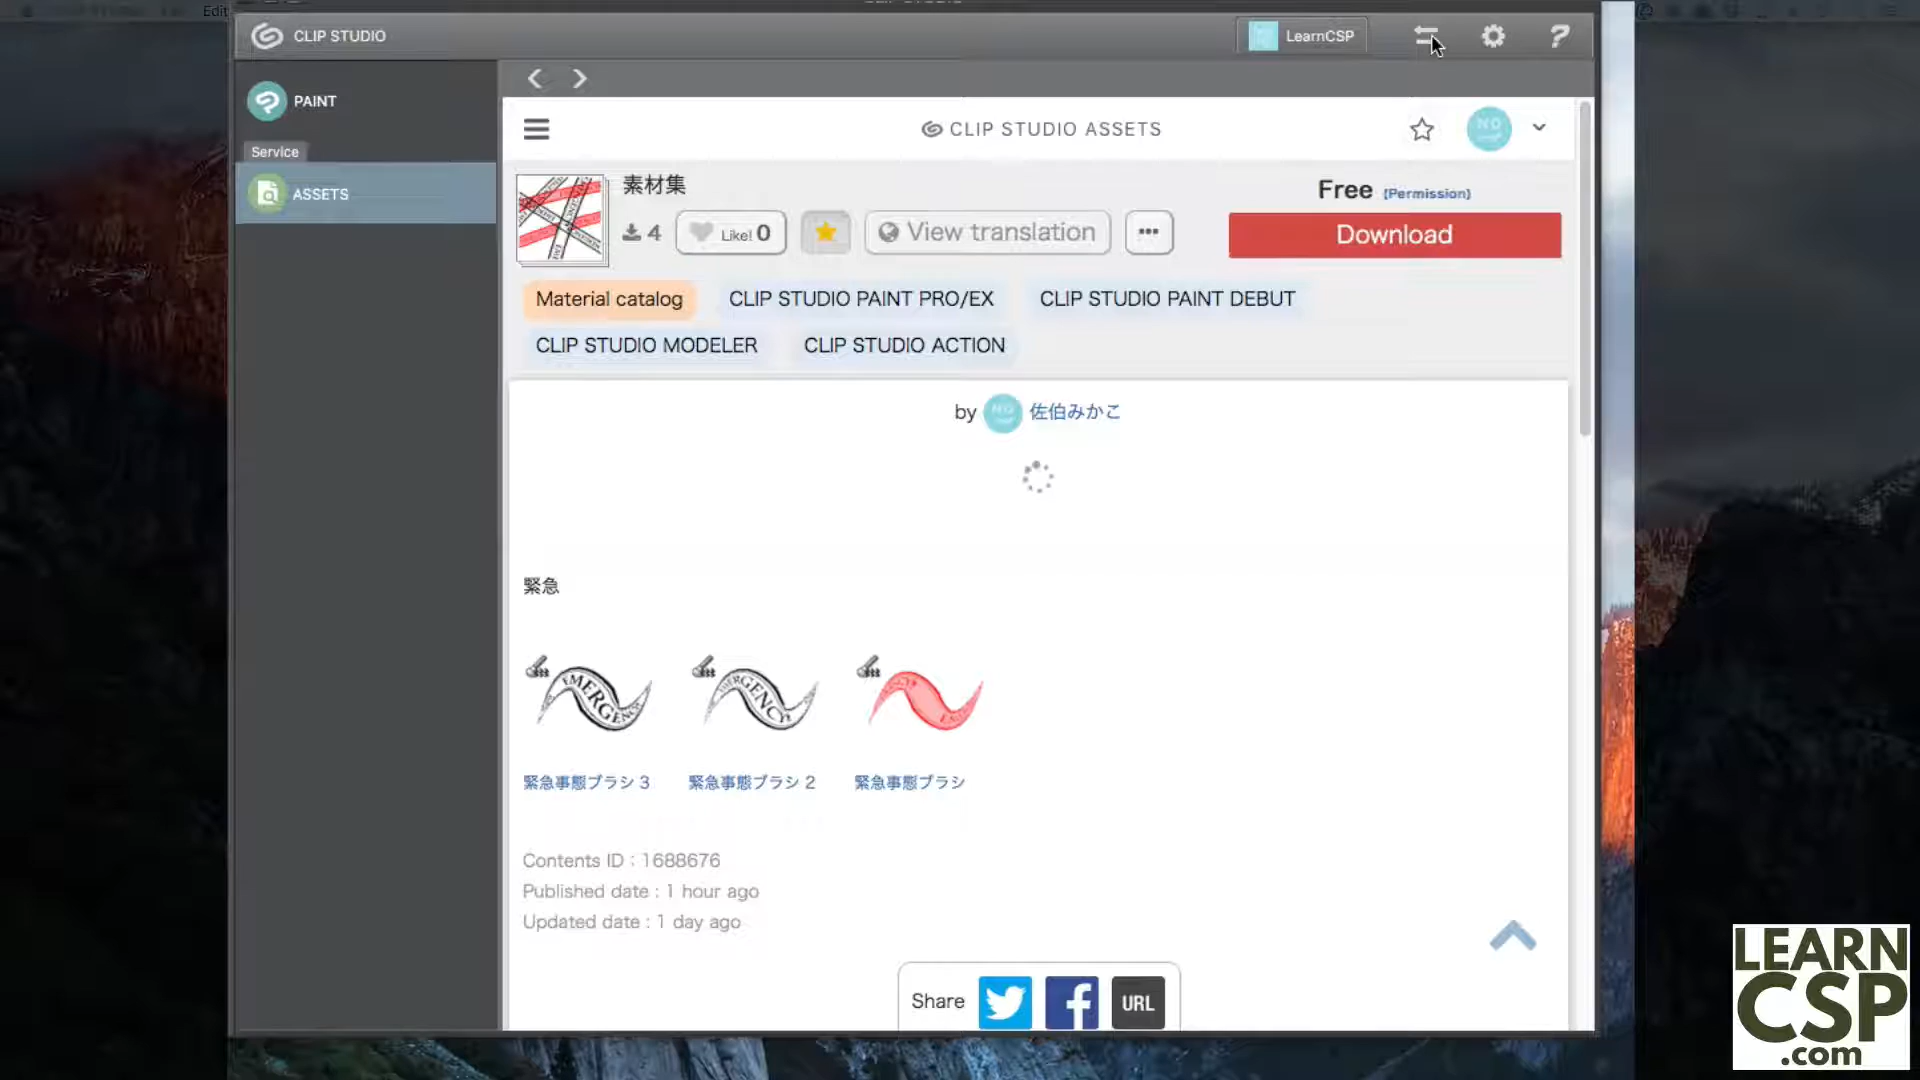 Edit
CLIP STUDIO
LearnCSP
?
PAINT
Service
ASSETS
CLIP STUDIO ASSETS
NO
素材集
Free (Permission)
4
Like! 0
View translation
Download
Material catalog
CLIP STUDIO PAINT PRO/EX
CLIP STUDIO PAINT DEBUT
CLIP STUDIO MODELER
CLIP STUDIO ACTION
by 佐伯みかこ
緊急
EMERGENCY
緊急事態ブラシ 3
緊急事態ブラシ 2
緊急事態ブラシ
Contents ID : 1688676
Published date : 1 hour ago
Updated date : 1 day ago
Share
URL
LEARN
CSP
.com